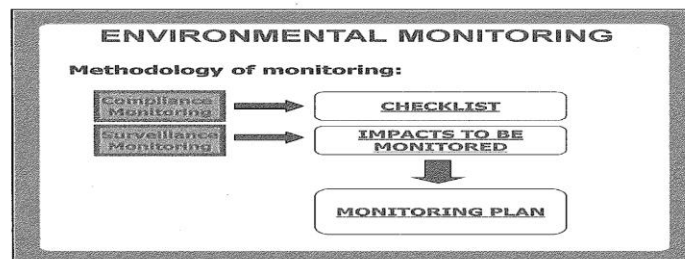 ENVIRONMENTAL MONITORING
Methodology of monitoring:
Compliance
Monitoring
CHECKLIST
Surveillance
Monitoring
IMPACTS TO BE
MONITORED
MONITORING PLAN